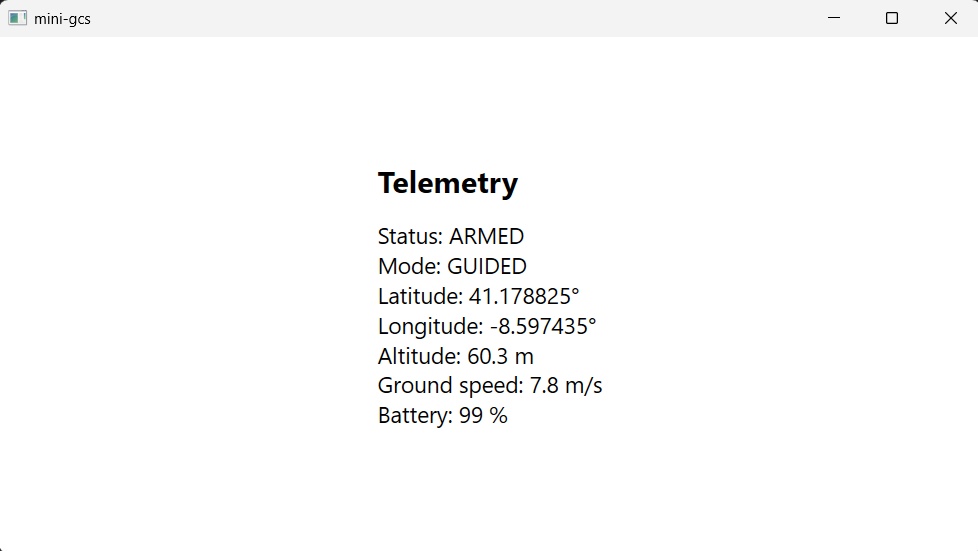 mini-gcs
Telemetry
Status: ARMED
Mode: GUIDED
Latitude: 41.178825°
Longitude: -8.597435°
Altitude: 60.3 m
Ground speed: 7.8 m/s
Battery: 99 %